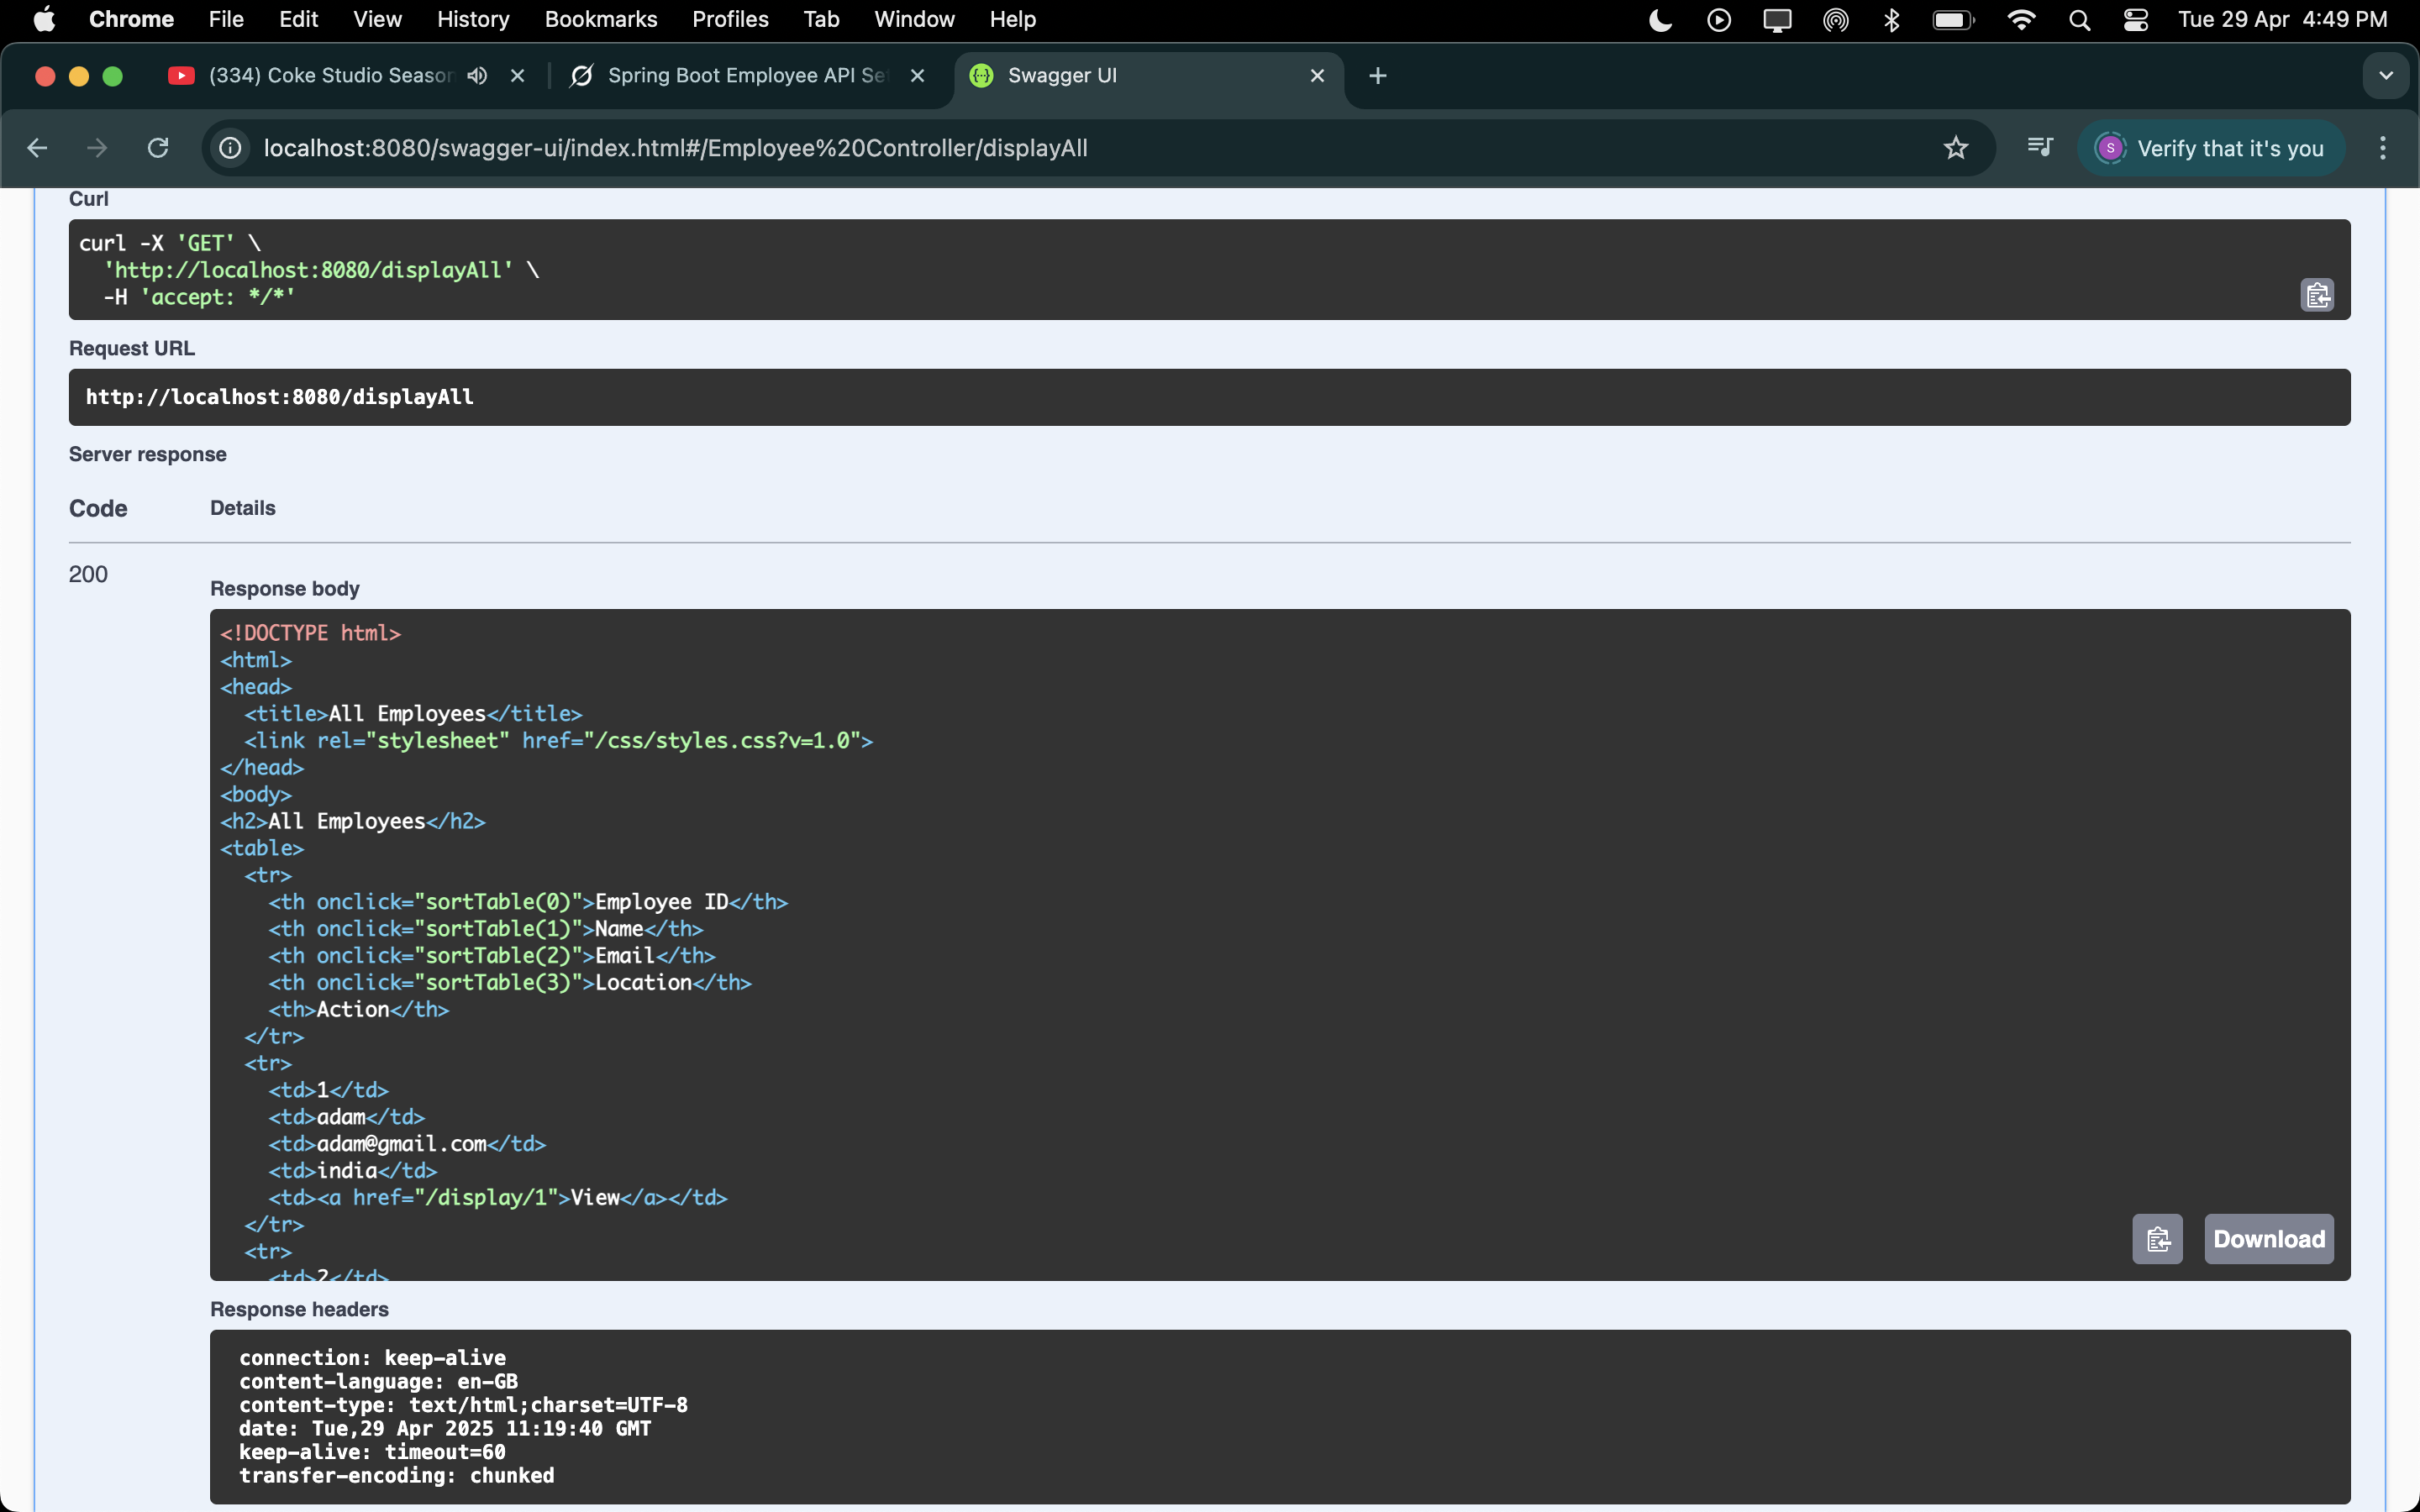 Chrome File Edit View History Bookmarks Profiles Tab Window Help Tue 29 Apr 4:49 PM
(334) Coke Studio Season Spring Boot Employee API Se Swagger UI
localhost:8080/swagger-ui/index.html#/Employee%20Controller/displayAll S Verify that it's you
Curl
curl -X 'GET' \
'http://localhost:8080/displayAll' \
-H 'accept: */*'
Request URL
http://localhost:8080/displayAll
Server response
Code Details
200
Response body
<!DOCTYPE html>
<html>
<head>
<title>All Employees</title>
<link rel="stylesheet" href="/css/styles.css?v=1.0">
</head>
<body>
<h2>All Employees</h2>
<table>
<tr>
<th onclick="sortTable(0)">Employee ID</th>
<th onclick="sortTable(1)">Name</th>
<th onclick="sortTable(2)">Email</th>
<th onclick="sortTable(3)">Location</th>
<th>Action</th>
</tr>
<tr>
<td>1</td>
<td>adam</td>
<td>adam@gmail.com</td>
<td>india</td>
<td><a href="/display/1">View</a></td>
</tr>
<tr>
<td>2</td>
Download
Response headers
connection: keep-alive
content-language: en-GB
content-type: text/html;charset=UTF-8
date: Tue,29 Apr 2025 11:19:40 GMT
keep-alive: timeout=60
transfer-encoding: chunked